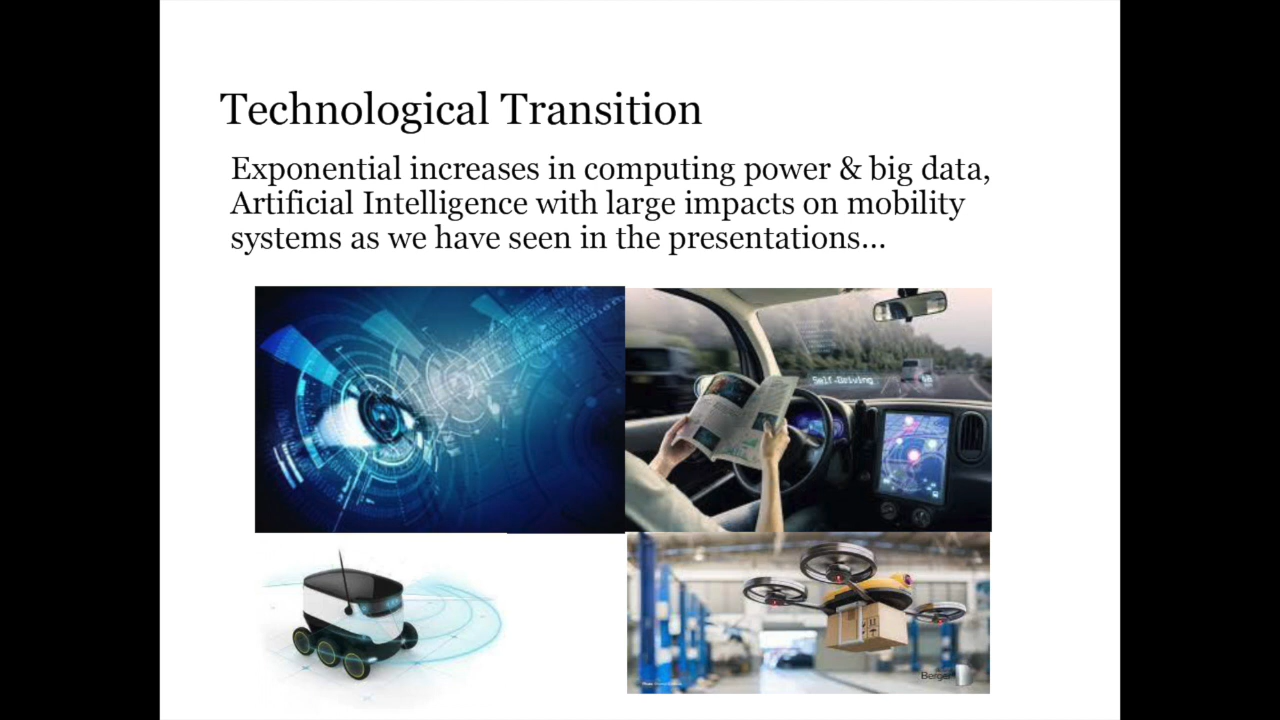 Technological Transition
Exponential increases in computing power & big data,
Artificial Intelligence with large impacts on mobility
systems as we have seen in the presentations...
Self-Driving
Berger